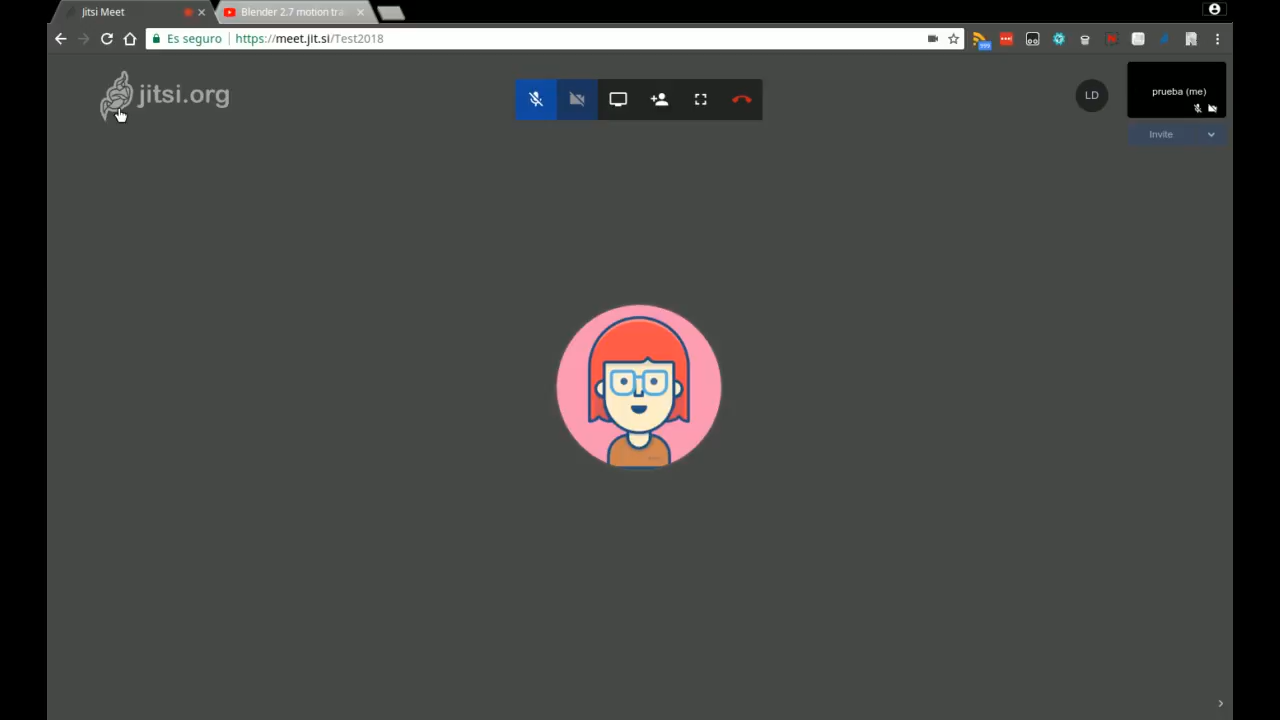 Jitsi Meet
Blender 2.7 motion tra
Es seguro
https://meet.jit.si/Test2018
399
jitsi.org
LD
prueba (me)
Invite